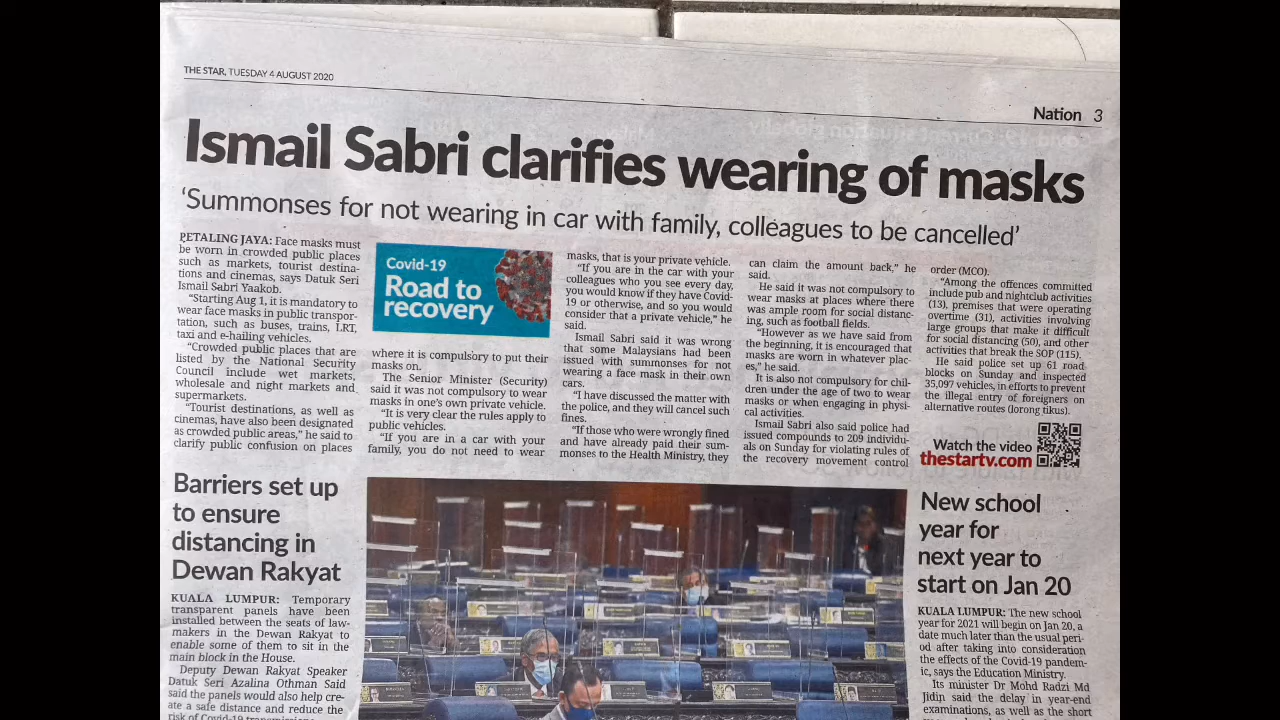 THE STAR, TUESDAY 4 AUGUST 2020
Nation 3
Ismail Sabri clarifies wearing of masks
'Summonses for not wearing in car with family, colleagues to be cancelled'
PETALING JAYA: Face masks must
be worn in crowded public places
such as markets, tourist destina-
tions and cinemas, says Datuk Seri
Ismail Sabri Yaakob.
"Starting Aug 1, it is mandatory to
wear face masks in public transpor-
tation, such as buses, trains, LRT,
taxi and e-hailing vehicles.
"Crowded public places that are
listed by the National Security
Council include wet markets,
wholesale and night markets and
supermarkets.
"Tourist destinations, as well as
cinemas, have also been designated
as crowded public areas," he said to
clarify public confusion on places
Covid-19
Road to
recovery
where it is compulsory to put their
masks on.
The Senior Minister (Security)
said it was not compulsory to wear
masks in one's own private vehicle.
"It is very clear the rules apply to
public vehicles.
"If you are in a car with your
family, you do not need to wear
masks, that is your private vehicle.
"If you are in the car with your
colleagues who you see every day,
you would know if they have Covid-
19 or otherwise, and so you would
consider that a private vehicle," he
said.
Ismail Sabri said it was wrong
that some Malaysians had been
issued with summonses for not
wearing a face mask in their own
cars.
"I have discussed the matter with
the police, and they will cancel such
fines.
"If those who were wrongly fined
and have already paid their sum-
monses to the Health Ministry, they
can claim the amount back," he
said.
He said it was not compulsory to
wear masks at places where there
was ample room for social distanc-
ing, such as football fields.
"However as we have said from
the beginning, it is encouraged that
masks are worn in whatever plac-
es," he said.
It is also not compulsory for chil-
dren under the age of two to wear
masks or when engaging in physi-
cal activities.
Ismail Sabri also said police had
issued compounds to 209 individu-
als on Sunday for violating rules of
the recovery movement control
order (MCO).
"Among the offences committed
include pub and nightclub activities
(13), premises that were operating
overtime (31), activities involving
large groups that make it difficult
for social distancing (50), and other
activities that break the SOP (115).
He said police set up 61 road-
blocks on Sunday and inspected
35,097 vehicles, in efforts to prevent
the illegal entry of foreigners on
alternative routes (lorong tikus).
Watch the video
thestartv.com
Barriers set up
to ensure
distancing in
Dewan Rakyat
KUALA LUMPUR: Temporary
transparent panels have been
installed between the seats of law-
makers in the Dewan Rakyat to
enable some of them to sit in the
main block in the House.
Deputy Dewan Rakyat Speaker
Datuk Seri Azalina Othman Said
said the panels would also help cre-
ate a safe distance and reduce the
risk of Covid-19
New school
year for
next year to
start on Jan 20
KUALA LUMPUR: The new school
year for 2021 will begin on Jan 20, a
date much later than the usual peri-
od after taking into consideration
the effects of the Covid-19 pandem-
ic, says the Education Ministry.
Its minister Dr Mohd Radzi Md
Jidin said the delay in year-end
examinations, as well as the short